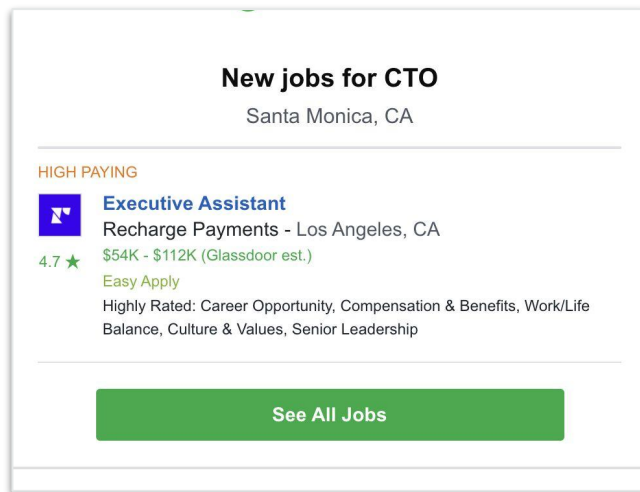 New jobs for CTO
Santa Monica, CA
HIGH PAYING
Executive Assistant
Recharge Payments - Los Angeles, CA
4.7 ★
$54K - $112K (Glassdoor est.)
Easy Apply
Highly Rated: Career Opportunity, Compensation & Benefits, Work/Life
Balance, Culture & Values, Senior Leadership
See All Jobs